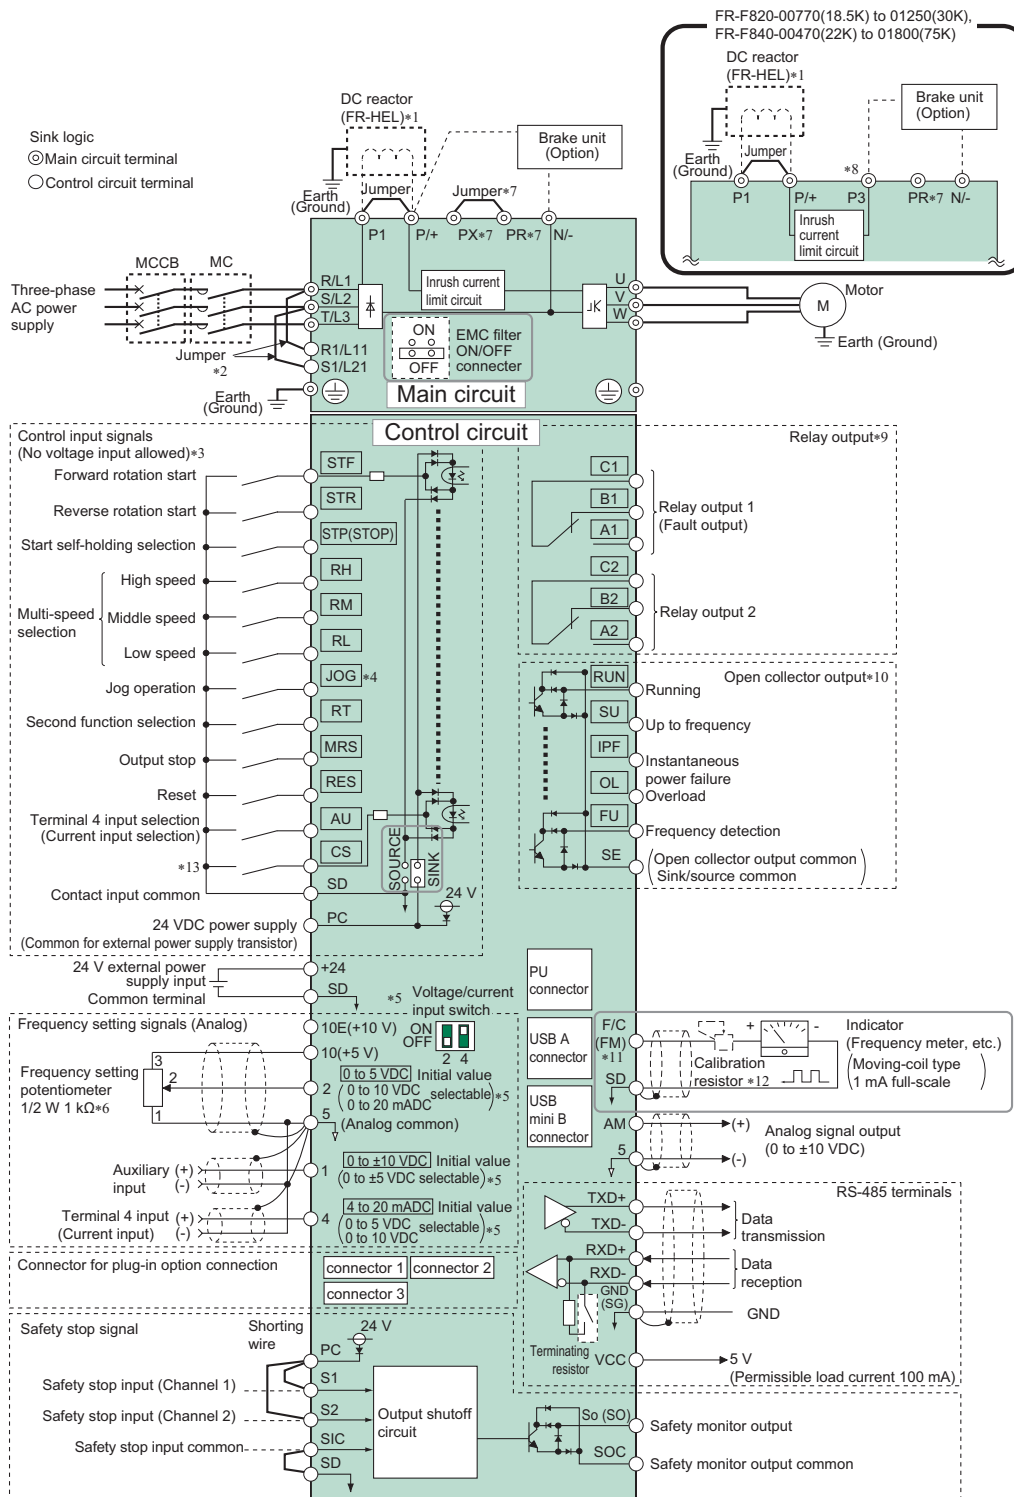 FR-F820-00770(18.5K) to 01250(30K),
FR-F840-00470(22K) to 01800(75K)
DC reactor
(FR-HEL)*1
Brake unit
(Option)
Earth
(Ground)
Jumper
*8
P1
P/+
P3
PR*7
N/-
Inrush
current
limit circuit
Sink logic
Main circuit terminal
Control circuit terminal
DC reactor
(FR-HEL)*1
Brake unit
(Option)
Earth
(Ground)
Jumper
Jumper*7
P1
P/+
PX*7
PR*7
N/-
MCCB
MC
Three-phase
AC power
supply
R/L1
S/L2
T/L3
R1/L11
S1/L21
Jumper
*2
Earth
(Ground)
Inrush current
limit circuit
ON
OFF
EMC filter
ON/OFF
connecter
U
V
W
Motor
M
Earth (Ground)
Main circuit
Control circuit
Control input signals
(No voltage input allowed)*3
Forward rotation start
STF
Reverse rotation start
STR
Start self-holding selection
STP(STOP)
Multi-speed
selection
High speed
RH
Middle speed
RM
Low speed
RL
Jog operation
JOG *4
Second function selection
RT
Output stop
MRS
Reset
RES
Terminal 4 input selection
(Current input selection)
AU
*13
CS
SOURCE
SINK
Contact input common
SD
24 V
24 VDC power supply
(Common for external power supply transistor)
PC
Relay output*9
C1
B1
A1
Relay output 1
(Fault output)
C2
B2
A2
Relay output 2
Open collector output*10
RUN
Running
SU
Up to frequency
IPF
Instantaneous
power failure
OL
Overload
FU
Frequency detection
SE
Open collector output common
Sink/source common
24 V external power
supply input
+24
Common terminal
SD
*5
Voltage/current
input switch
ON
OFF
2 4
Frequency setting signals (Analog)
10E(+10 V)
10(+5 V)
Frequency setting
potentiometer
1/2 W 1 kΩ*6
3
2
1
2
0 to 5 VDC Initial value
(0 to 10 VDC
0 to 20 mADC selectable)*5
5
(Analog common)
Auxiliary
input
(+)
(-)
1
0 to ±10 VDC Initial value
(0 to ±5 VDC selectable)*5
Terminal 4 input
(Current input)
(+)
(-)
4
4 to 20 mADC Initial value
(0 to 5 VDC
0 to 10 VDC selectable)*5
PU
connector
USB A
connector
USB
mini B
connector
F/C
(FM)
*11
SD
Calibration
resistor *12
+
-
Indicator
(Frequency meter, etc.)
(Moving-coil type
1 mA full-scale)
AM
(+)
5
(-)
Analog signal output
(0 to ±10 VDC)
RS-485 terminals
TXD+
TXD-
Data
transmission
RXD+
RXD-
Data
reception
GND
(SG)
GND
Terminating
resistor
VCC
5 V
(Permissible load current 100 mA)
Connector for plug-in option connection
connector 1
connector 2
connector 3
Safety stop signal
Shorting
wire
24 V
PC
Safety stop input (Channel 1)
S1
Safety stop input (Channel 2)
S2
Safety stop input common
SIC
SD
Output shutoff
circuit
So (SO)
Safety monitor output
SOC
Safety monitor output common